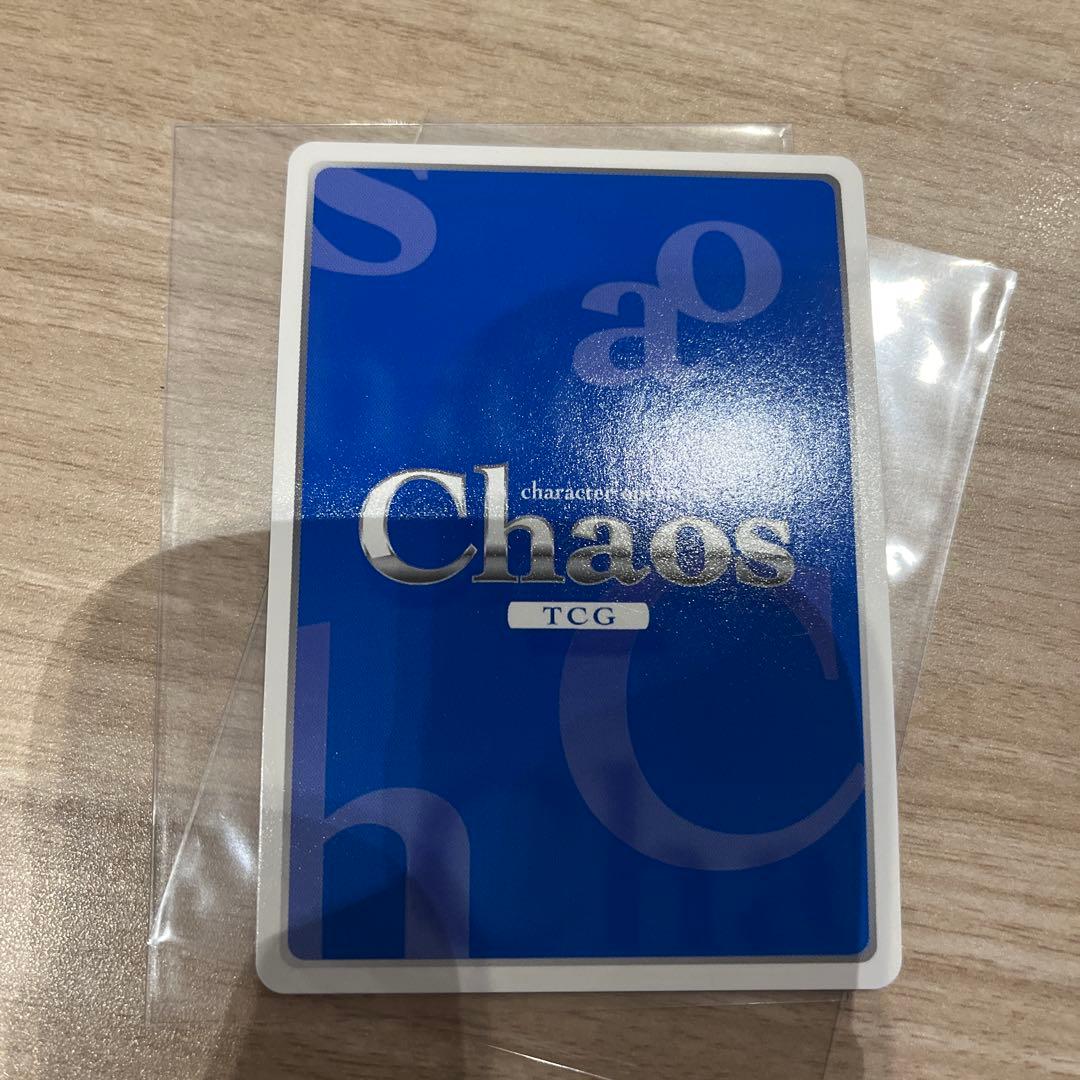 s
a o
character
Chaos
TCG
C
h